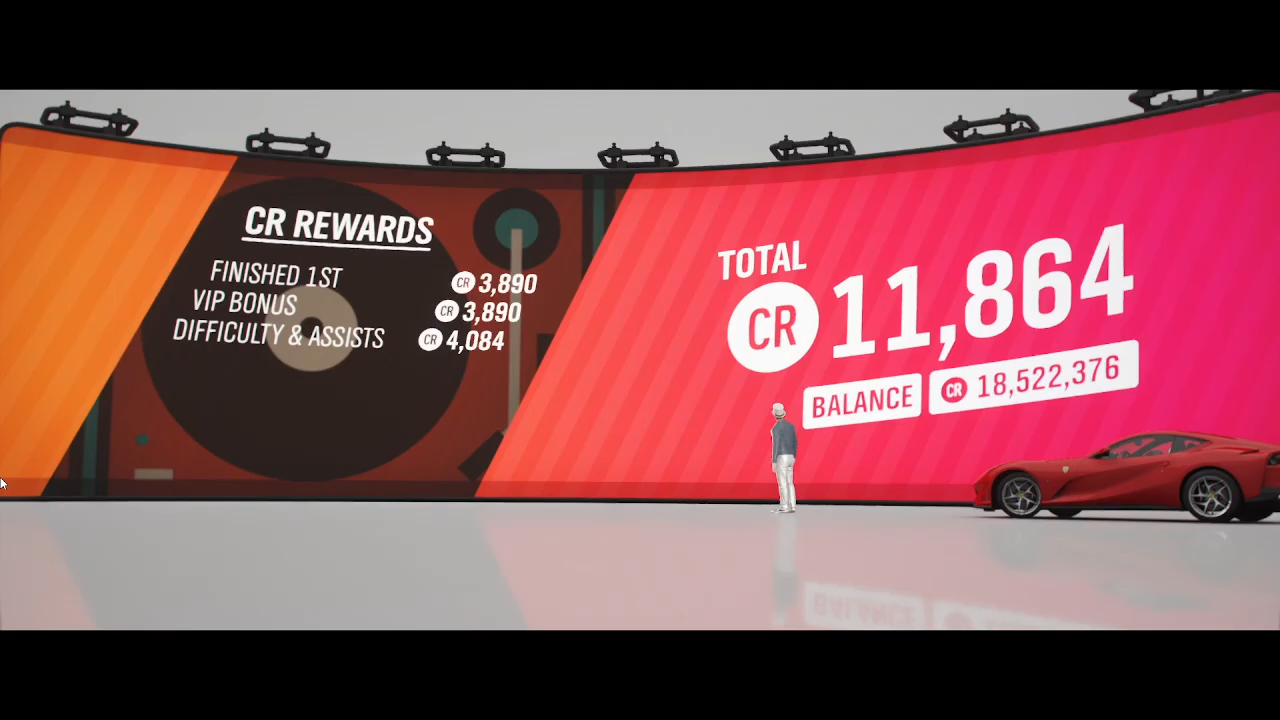 CR REWARDS
FINISHED 1ST CR 3,890
VIP BONUS CR 3,890
DIFFICULTY & ASSISTS CR 4,084
TOTAL
CR 11,864
BALANCE CR 18,522,376